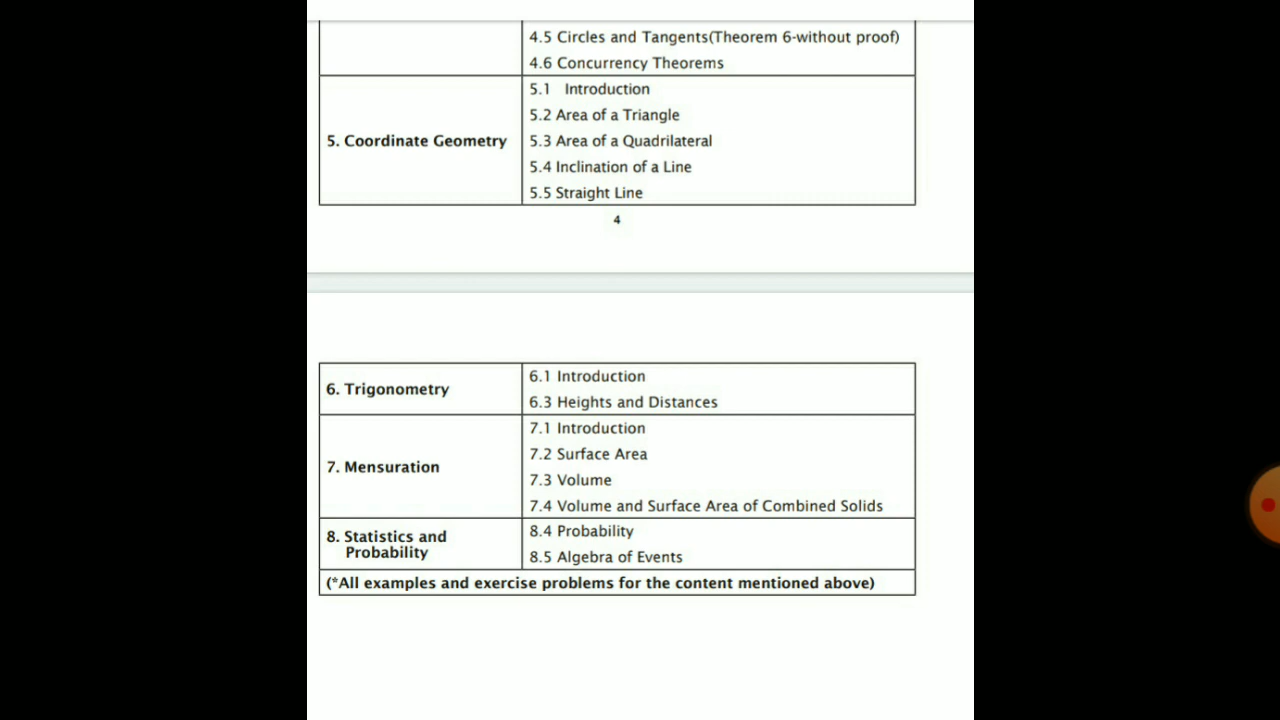 4.5 Circles and Tangents(Theorem 6-without proof)
4.6 Concurrency Theorems
5. Coordinate Geometry
5.1 Introduction
5.2 Area of a Triangle
5.3 Area of a Quadrilateral
5.4 Inclination of a Line
5.5 Straight Line
4
6. Trigonometry
6.1 Introduction
6.3 Heights and Distances
7. Mensuration
7.1 Introduction
7.2 Surface Area
7.3 Volume
7.4 Volume and Surface Area of Combined Solids
8. Statistics and
Probability
8.4 Probability
8.5 Algebra of Events
(*All examples and exercise problems for the content mentioned above)